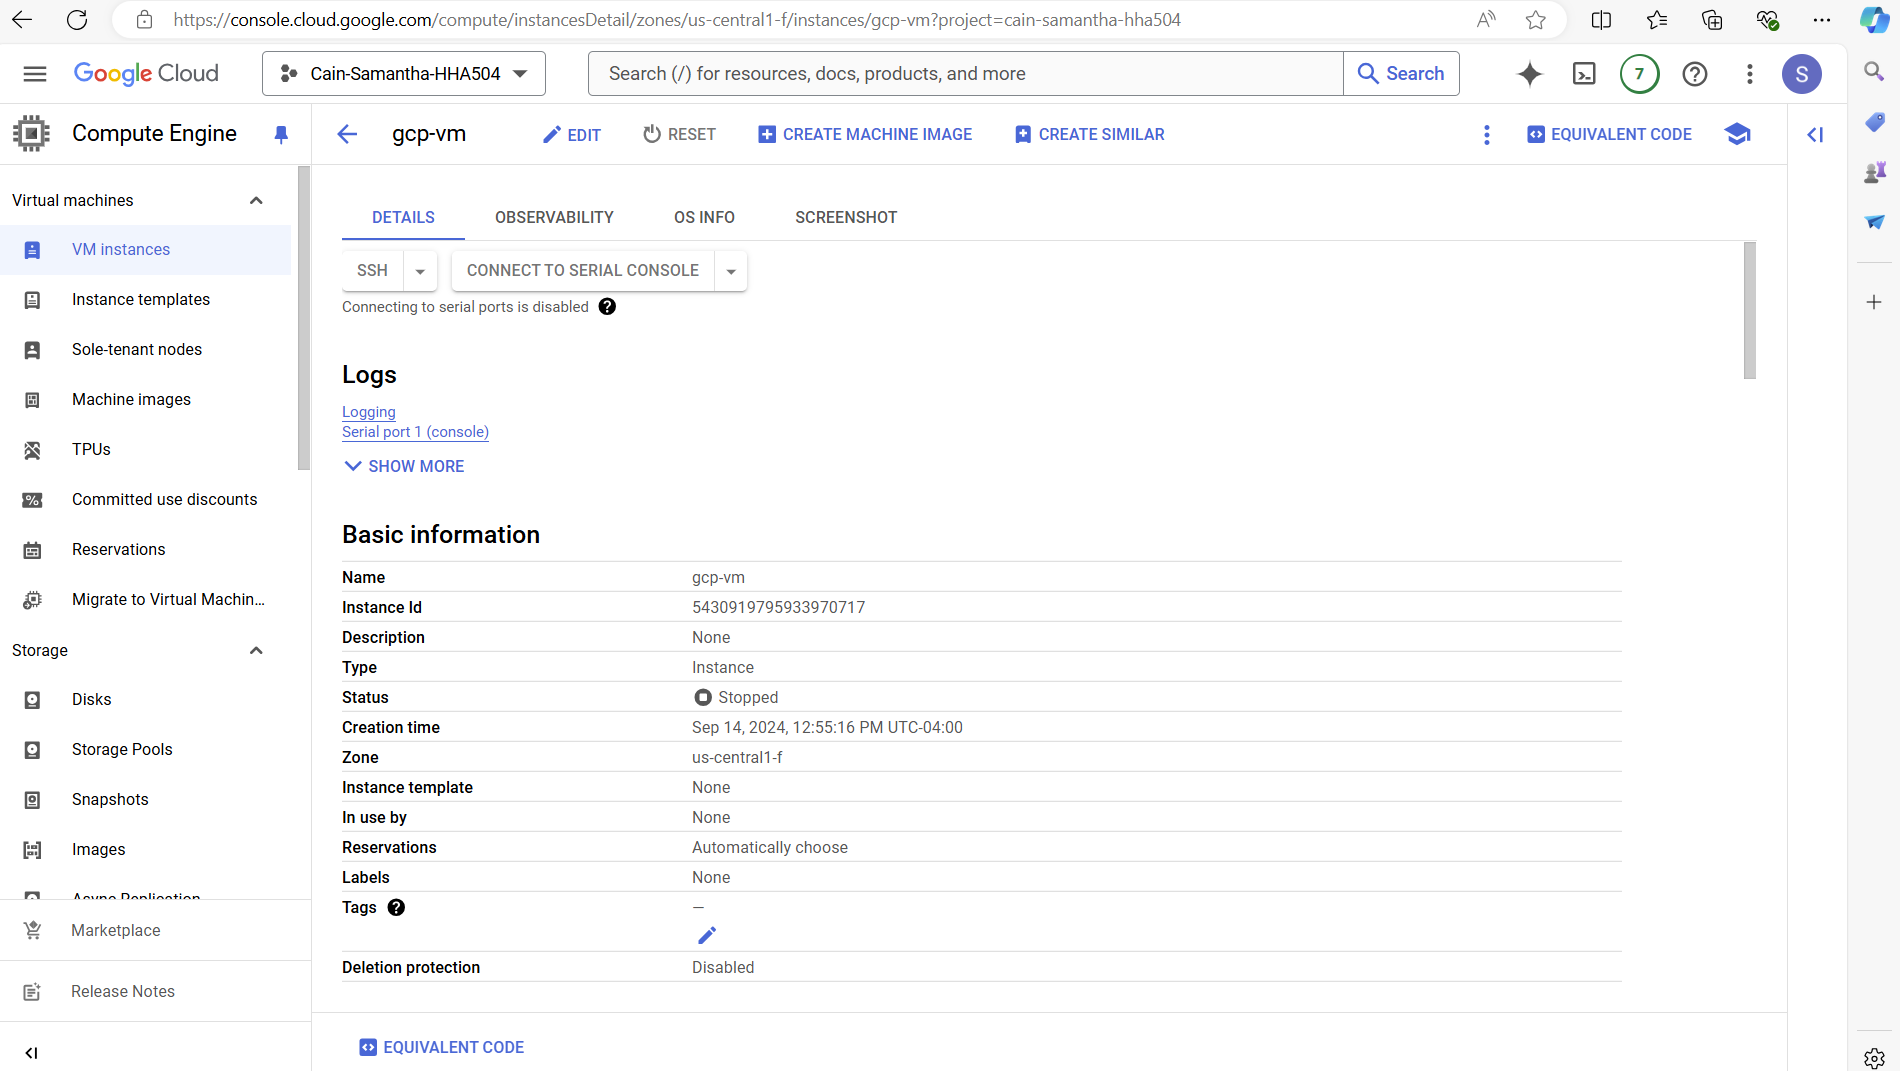 https://console.cloud.google.com/compute/instancesDetail/zones/us-central1-f/instances/gcp-vm?project=cain-samantha-hha504
Google Cloud
Cain-Samantha-HHA504
Search (/) for resources, docs, products, and more
Search
7
S
Compute Engine
gcp-vm
EDIT
RESET
CREATE MACHINE IMAGE
CREATE SIMILAR
EQUIVALENT CODE
Virtual machines
VM instances
Instance templates
Sole-tenant nodes
Machine images
TPUs
Committed use discounts
Reservations
Migrate to Virtual Machin...
Storage
Disks
Storage Pools
Snapshots
Images
Async Replication
Marketplace
Release Notes
DETAILS
OBSERVABILITY
OS INFO
SCREENSHOT
SSH
CONNECT TO SERIAL CONSOLE
Connecting to serial ports is disabled
Logs
Logging
Serial port 1 (console)
SHOW MORE
Basic information
Name gcp-vm
Instance Id 5430919795933970717
Description None
Type Instance
Status Stopped
Creation time Sep 14, 2024, 12:55:16 PM UTC-04:00
Zone us-central1-f
Instance template None
In use by None
Reservations Automatically choose
Labels None
Tags —
Deletion protection Disabled
EQUIVALENT CODE